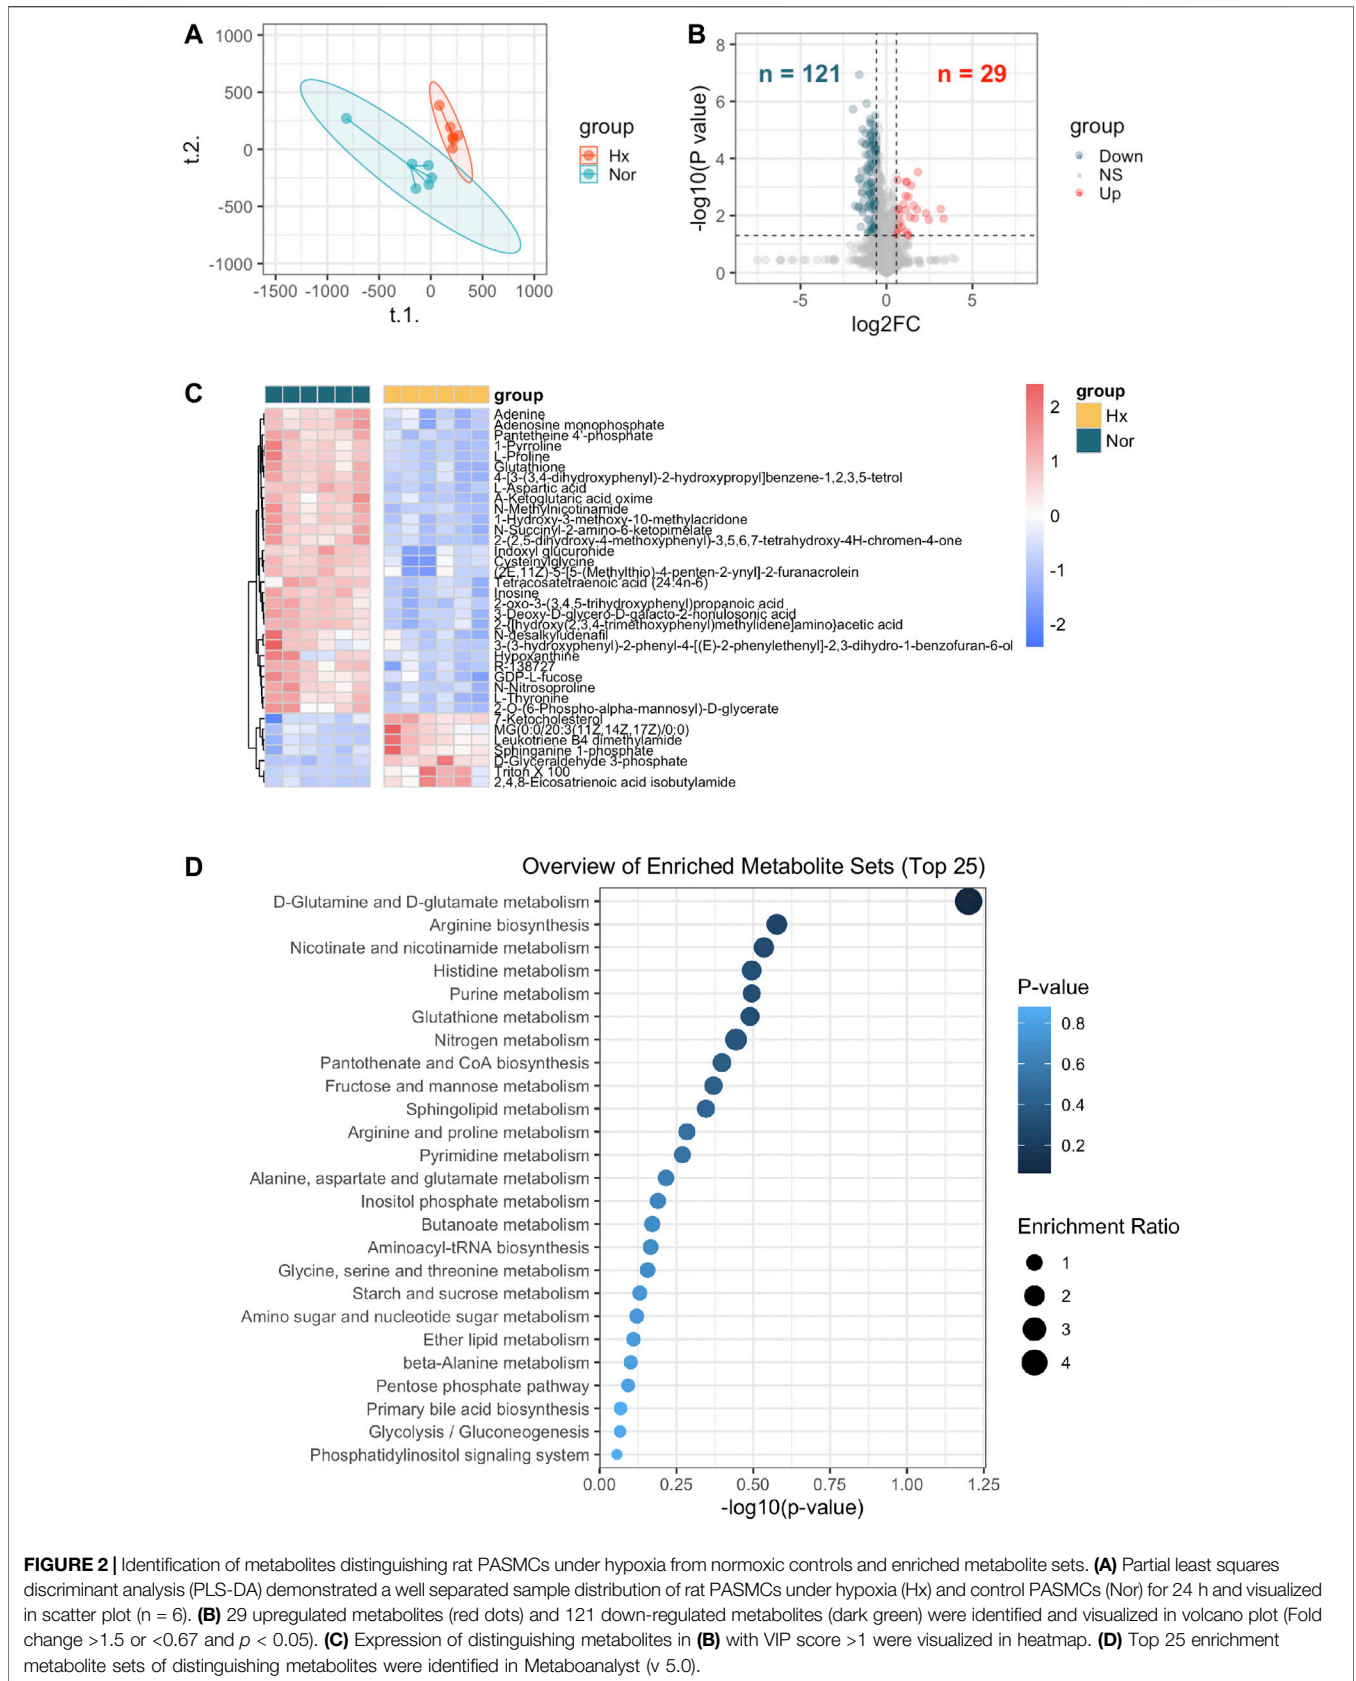 A
1000
500
0
-500
-1000
t.2.
-1500 -1000 -500 0 500 1000
t.1.
group
Hx
Nor
B
n = 121 n = 29
8
6
4
2
0
-log10(P value)
-5 0 5
log2FC
group
Down
NS
Up
C
group
Adenine
Adenosine monophosphate
Pantetheine 4'-phosphate
1-Pyrroline
L-Proline
Glutathione
4-[3-(3,4-dihydroxyphenyl)-2-hydroxypropyl]benzene-1,2,3,5-tetrol
L-Aspartic acid
A-Ketoglutaric acid oxime
N-Methylnicotinamide
1-Hydroxy-3-methoxy-10-methylacridone
N-Succinyl-2-amino-6-ketopimelate
2-(2,5-dihydroxy-4-methoxyphenyl)-3,5,6,7-tetrahydroxy-4H-chromen-4-one
Indoxyl glucuronide
Cysteinylglycine
(2E,11Z)-5-[5-(Methylthio)-4-penten-2-ynyl]-2-furanacrolein
Tetracosatetraenoic acid (24:4n-6)
Inosine
2-oxo-3-(3,4,5-trihydroxyphenyl)propanoic acid
3-Deoxy-D-glycero-D-galacto-2-nonulosonic acid
2-{[hydroxy(2,3,4-trimethoxyphenyl)methylidene]amino}acetic acid
N-desalkyludenafil
3-(3-hydroxyphenyl)-2-phenyl-4-[(E)-2-phenylethenyl]-2,3-dihydro-1-benzofuran-6-ol
Hypoxanthine
R-138727
GDP-L-fucose
N-Nitrosoproline
L-Thyronine
2-O-(6-Phospho-alpha-mannosyl)-D-glycerate
7-Ketocholesterol
MG(0:0/20:3(11Z,14Z,17Z)/0:0)
Leukotriene B4 dimethylamide
Sphinganine 1-phosphate
D-Glyceraldehyde 3-phosphate
Triton X 100
2,4,8-Eicosatrienoic acid isobutylamide
2
1
0
-1
-2
group
Hx
Nor
D
Overview of Enriched Metabolite Sets (Top 25)
D-Glutamine and D-glutamate metabolism
Arginine biosynthesis
Nicotinate and nicotinamide metabolism
Histidine metabolism
Purine metabolism
Glutathione metabolism
Nitrogen metabolism
Pantothenate and CoA biosynthesis
Fructose and mannose metabolism
Sphingolipid metabolism
Arginine and proline metabolism
Pyrimidine metabolism
Alanine, aspartate and glutamate metabolism
Inositol phosphate metabolism
Butanoate metabolism
Aminoacyl-tRNA biosynthesis
Glycine, serine and threonine metabolism
Starch and sucrose metabolism
Amino sugar and nucleotide sugar metabolism
Ether lipid metabolism
beta-Alanine metabolism
Pentose phosphate pathway
Primary bile acid biosynthesis
Glycolysis / Gluconeogenesis
Phosphatidylinositol signaling system
0.00 0.25 0.50 0.75 1.00 1.25
-log10(p-value)
P-value
0.8
0.6
0.4
0.2
Enrichment Ratio
1
2
3
4
FIGURE 2 | Identification of metabolites distinguishing rat PASMCs under hypoxia from normoxic controls and enriched metabolite sets. (A) Partial least squares
discriminant analysis (PLS-DA) demonstrated a well separated sample distribution of rat PASMCs under hypoxia (Hx) and control PASMCs (Nor) for 24 h and visualized
in scatter plot (n = 6). (B) 29 upregulated metabolites (red dots) and 121 down-regulated metabolites (dark green) were identified and visualized in volcano plot (Fold
change >1.5 or <0.67 and p < 0.05). (C) Expression of distinguishing metabolites in (B) with VIP score >1 were visualized in heatmap. (D) Top 25 enrichment
metabolite sets of distinguishing metabolites were identified in Metaboanalyst (v 5.0).